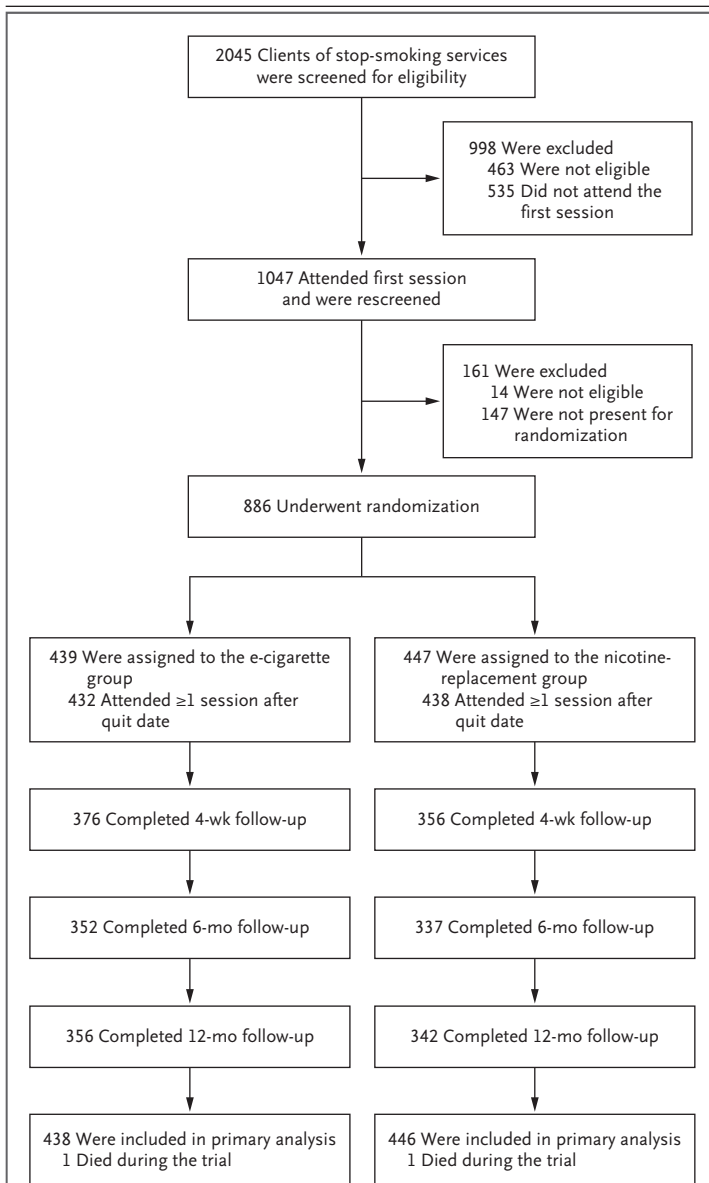 2045 Clients of stop-smoking services
were screened for eligibility
998 Were excluded
463 Were not eligible
535 Did not attend the
first session
1047 Attended first session
and were rescreened
161 Were excluded
14 Were not eligible
147 Were not present for
randomization
886 Underwent randomization
439 Were assigned to the e-cigarette
group
432 Attended ≥1 session after
quit date
447 Were assigned to the nicotine-
replacement group
438 Attended ≥1 session after
quit date
376 Completed 4-wk follow-up
356 Completed 4-wk follow-up
352 Completed 6-mo follow-up
337 Completed 6-mo follow-up
356 Completed 12-mo follow-up
342 Completed 12-mo follow-up
438 Were included in primary analysis
1 Died during the trial
446 Were included in primary analysis
1 Died during the trial